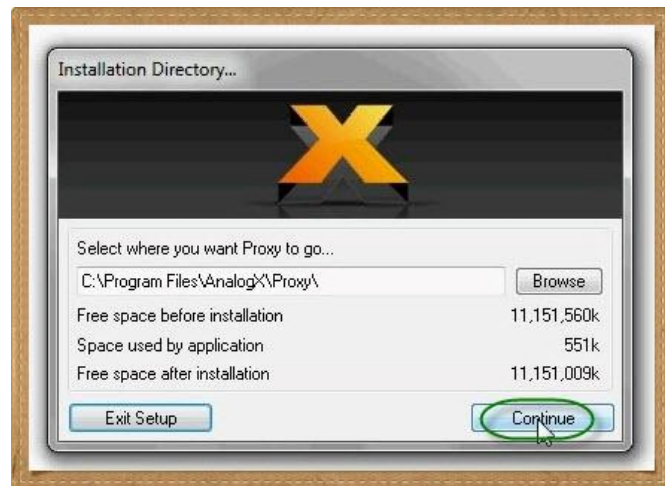 Installation Directory...
X
Select where you want Proxy to go...
C:\Program Files\AnalogX\Proxy\ Browse
Free space before installation 11,151,560k
Space used by application 551k
Free space after installation 11,151,009k
Exit Setup Continue